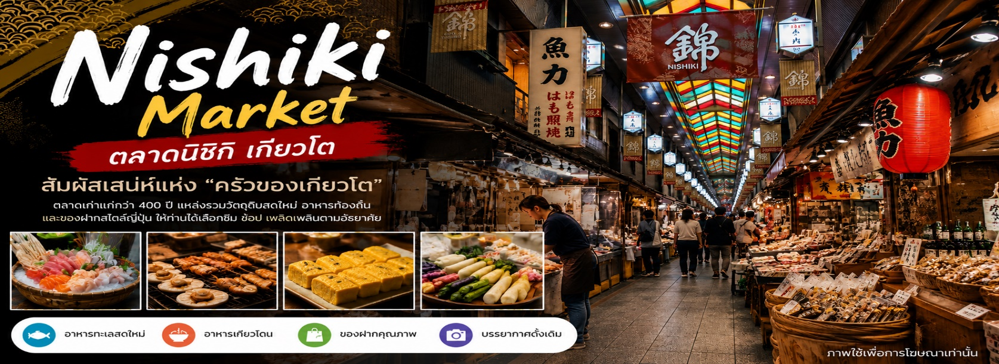 Nishiki
Market
ตลาดนิชิกิ เกียวโต
สัมผัสเสน่ห์แห่ง “ครัวของเกียวโต”
ตลาดเก่าแก่กว่า 400 ปี แหล่งรวมวัตถุดิบสดใหม่ อาหารท้องถิ่น
และของฝากสไตล์ญี่ปุ่น ให้ท่านได้เลือกชิม ช้อป เพลิดเพลินตามอัธยาศัย
อาหารทะเลสดใหม่
อาหารเกียวโดน
ของฝากคุณภาพ
บรรยากาศดั้งเดิม
錦
魚力
はも照焼
錦
NISHIKI
錦
錦
魚力
ภาพใช้เพื่อการโฆษณาเท่านั้น